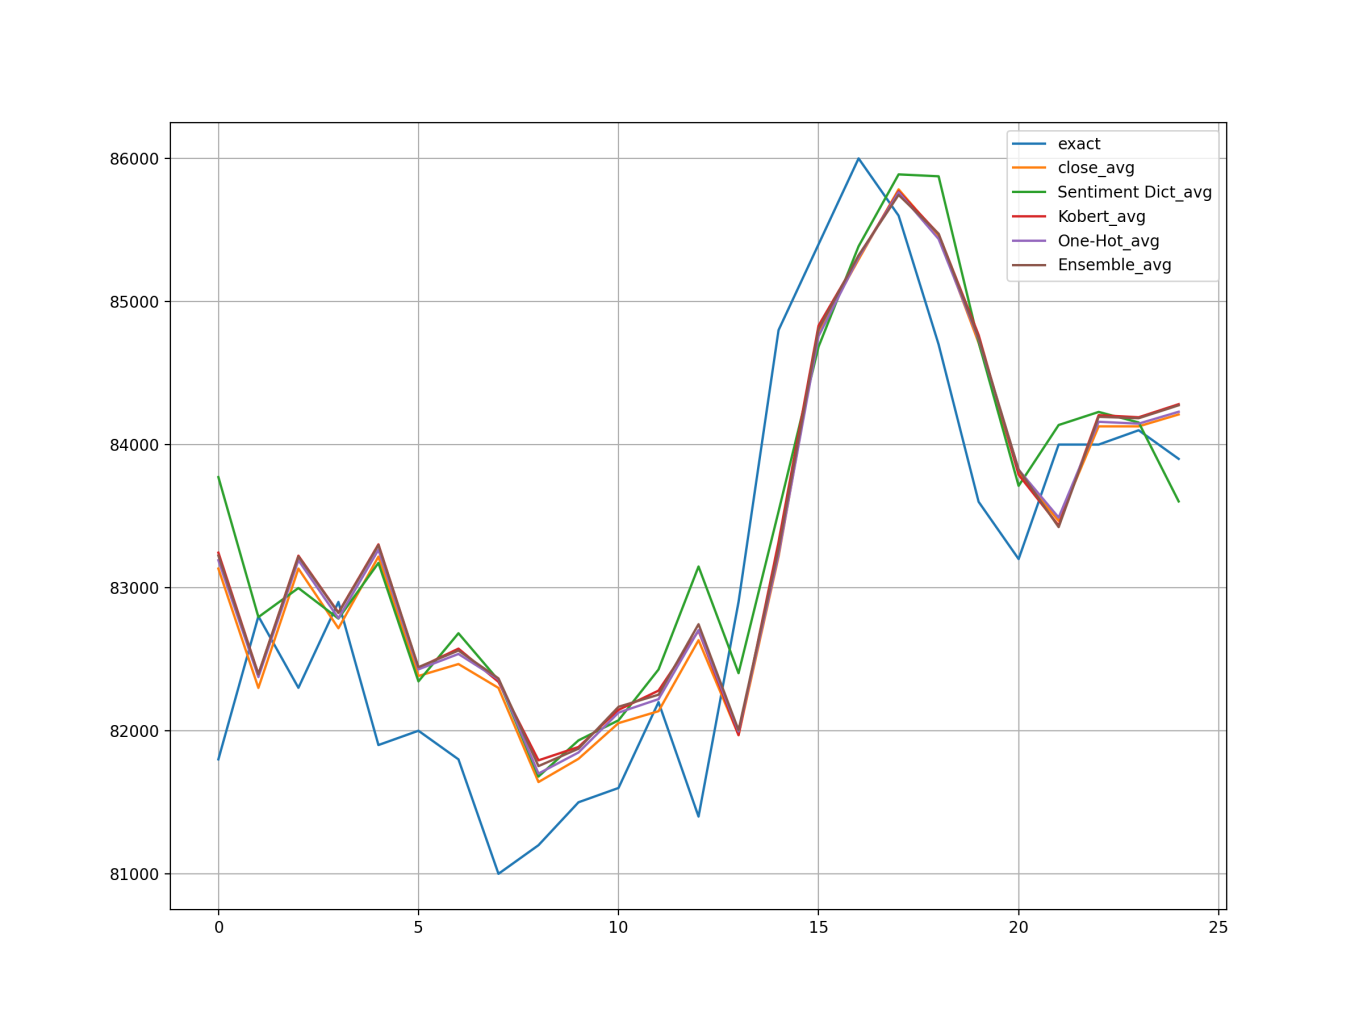 86000
85000
84000
83000
82000
81000
0 5 10 15 20 25
exact
close_avg
Sentiment Dict_avg
Kobert_avg
One-Hot_avg
Ensemble_avg